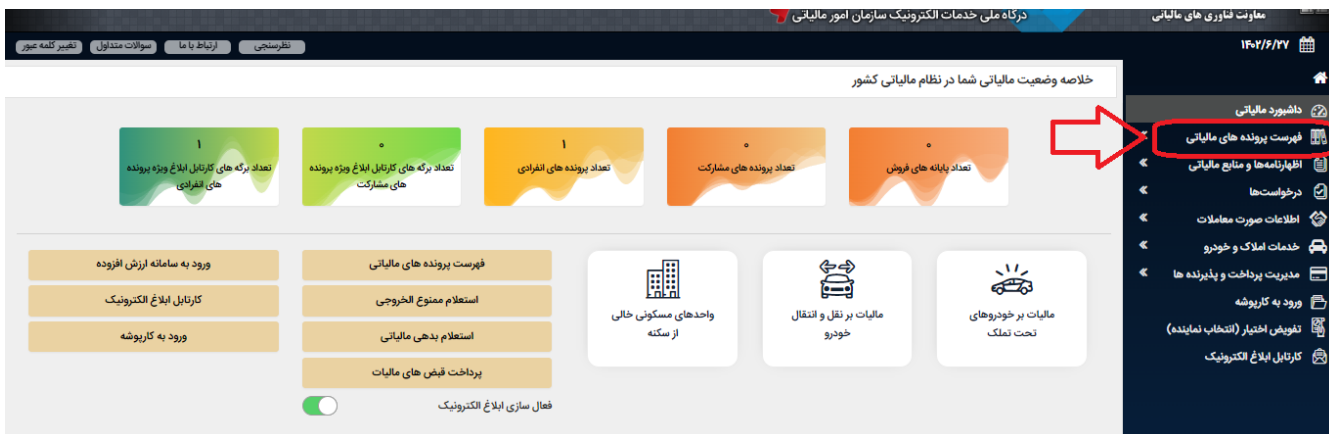 معاونت فناوری های مالیاتی
درگاه ملی خدمات الکترونیک سازمان امور مالیاتی
۱۴۰۲/۶/۲۷
نظرسنجی
ارتباط با ما
سوالات متداول
تغییر کلمه عبور
داشبورد مالیاتی
فهرست پرونده های مالیاتی
اظهارنامه‌ها و منابع مالیاتی
درخواست‌ها
اطلاعات صورت معاملات
خدمات املاک و خودرو
مدیریت پرداخت و پذیرنده ها
ورود به کارپوشه
تفویض اختیار (انتخاب نماینده)
کارتابل ابلاغ الکترونیک
خلاصه وضعیت مالیاتی شما در نظام مالیاتی کشور
۰
تعداد پایانه های فروش
۰
تعداد پرونده های مشارکت
۱
تعداد پرونده های انفرادی
۰
تعداد برگه های کارتابل ابلاغ ویژه پرونده
های مشارکت
۱
تعداد برگه های کارتابل ابلاغ ویژه پرونده
های انفرادی
مالیات بر خودروهای
تحت تملک
مالیات بر نقل و انتقال
خودرو
واحدهای مسکونی خالی
از سکنه
فهرست پرونده های مالیاتی
استعلام ممنوع الخروجی
استعلام بدهی مالیاتی
پرداخت قبض های مالیات
فعال سازی ابلاغ الکترونیک
ورود به سامانه ارزش افزوده
کارتابل ابلاغ الکترونیک
ورود به کارپوشه